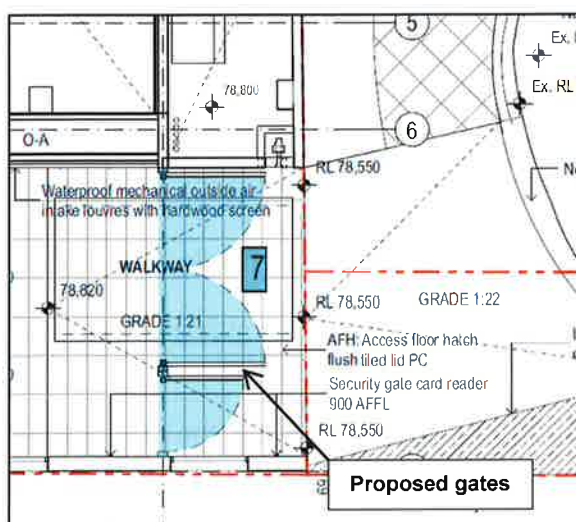 5
Ex.
78,800
Ex. RL
O-A
6
RL 78,550
Waterproof mechanical outside air
intake louvres with hardwood screen
WALKWAY
7
78,820
RL 78,550
GRADE 1:22
GRADE 1:21
AFH: Access floor hatch
flush tiled lid PC
Security gate card reader
900 AFFL
RL 78,550
Proposed gates